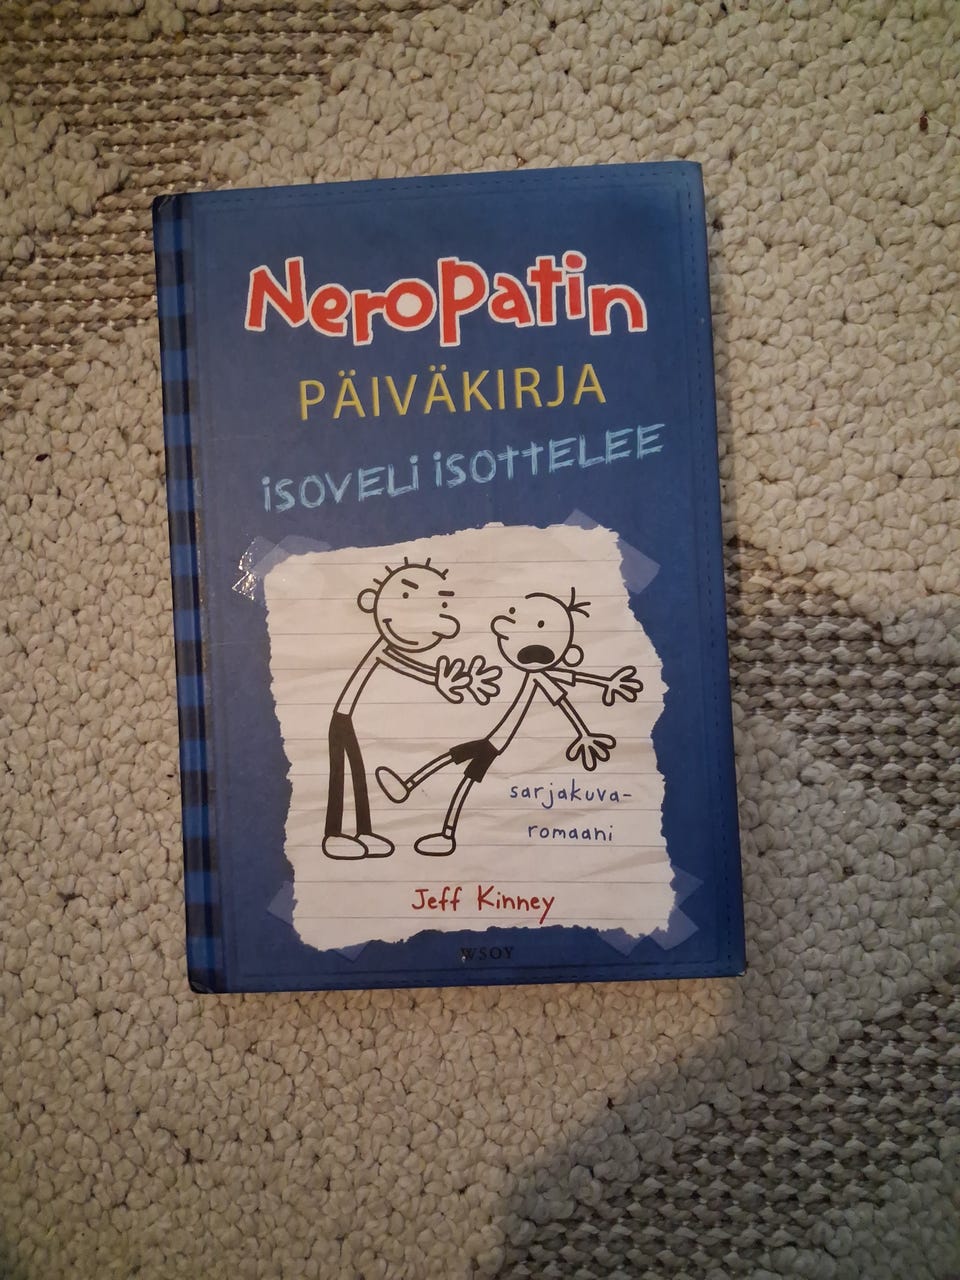 Neropatin
PÄIVÄKIRJA
iSOVELi iSOTTELEE
sarjakuva-
romaani
Jeff Kinney
WSOY